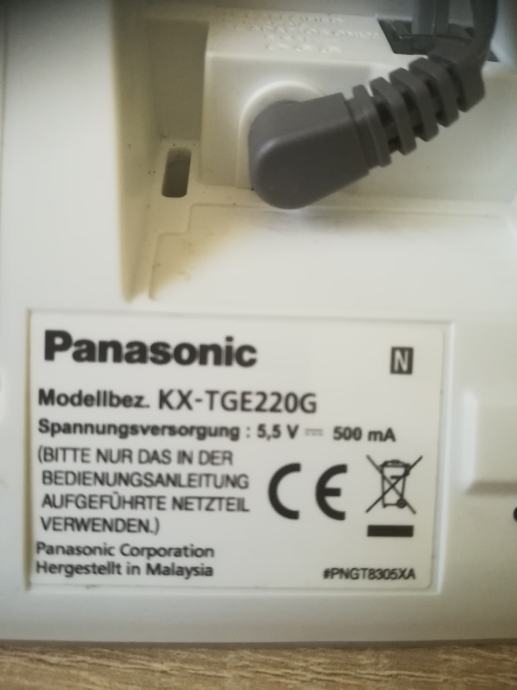 Panasonic
N
Modellbez. KX-TGE220G
Spannungsversorgung : 5,5 V ⎓ 500 mA
(BITTE NUR DAS IN DER
BEDIENUNGSANLEITUNG
AUFGEFÜHRTE NETZTEIL
VERWENDEN.)
CE
Panasonic Corporation
Hergestellt in Malaysia
#PNGT8305XA